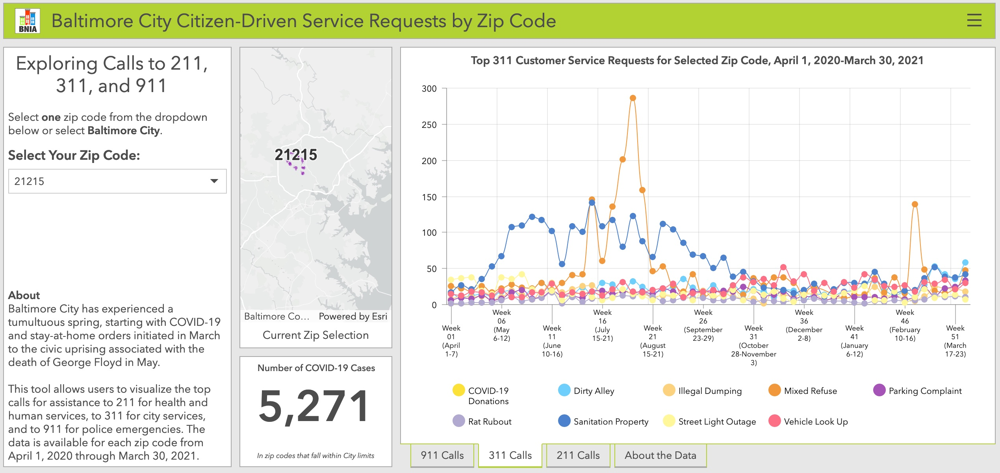 BNIA
Baltimore City Citizen-Driven Service Requests by Zip Code
Exploring Calls to 211,
311, and 911
Select one zip code from the dropdown
below or select Baltimore City.
Select Your Zip Code:
21215
About
Baltimore City has experienced a
tumultuous spring, starting with COVID-19
and stay-at-home orders initiated in March
to the civic uprising associated with the
death of George Floyd in May.
This tool allows users to visualize the top
calls for assistance to 211 for health and
human services, to 311 for city services,
and to 911 for police emergencies. The
data is available for each zip code from
April 1, 2020 through March 30, 2021.
21215
Baltimore Co... Powered by Esri
Current Zip Selection
Number of COVID-19 Cases
5,271
In zip codes that fall within City limits
Top 311 Customer Service Requests for Selected Zip Code, April 1, 2020-March 30, 2021
300
250
200
150
100
50
0
Week
01
(April
1-7)
Week
06
(May
6-12)
Week
11
(June
10-16)
Week
16
(July
15-21)
Week
21
(August
15-21)
Week
26
(September
23-29)
Week
31
(October
28-November
3)
Week
36
(December
2-8)
Week
41
(January
6-12)
Week
46
(February
10-16)
Week
51
(March
17-23)
COVID-19
Donations
Dirty Alley
Illegal Dumping
Mixed Refuse
Parking Complaint
Rat Rubout
Sanitation Property
Street Light Outage
Vehicle Look Up
911 Calls
311 Calls
211 Calls
About the Data